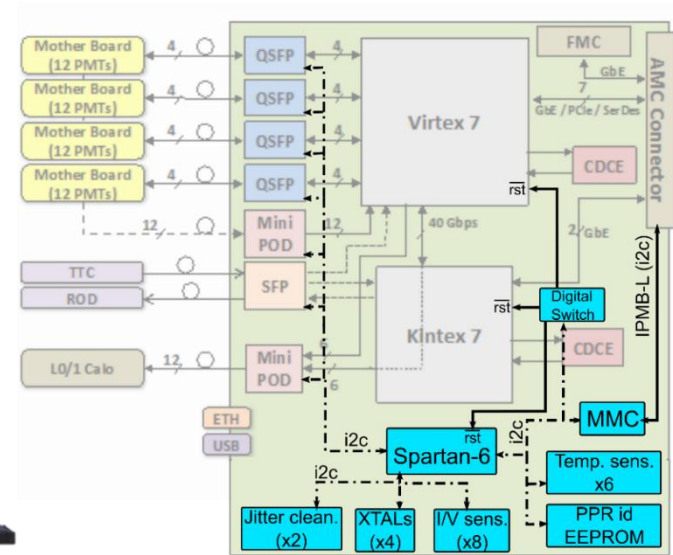 Mother Board
(12 PMTs)
4
QSFP
4
Mother Board
(12 PMTs)
4
QSFP
4
Mother Board
(12 PMTs)
4
QSFP
4
Mother Board
(12 PMTs)
4
QSFP
4
Virtex 7
rst
FMC
GbE
7
GbE / PCIe / SerDes
AMC Connector
CDCE
12
Mini
POD
12
40 Gbps
2
GbE
IPMB-L (i2c)
TTC
ROD
SFP
Kintex 7
rst
Digital
Switch
CDCE
L0/1 Calo
12
Mini
POD
6
6
ETH
USB
i2c
rst
Spartan-6
i2c
MMC
i2c
Temp. sens.
x6
Jitter clean.
(x2)
XTALs
(x4)
I/V sens.
(x8)
PPR id
EEPROM